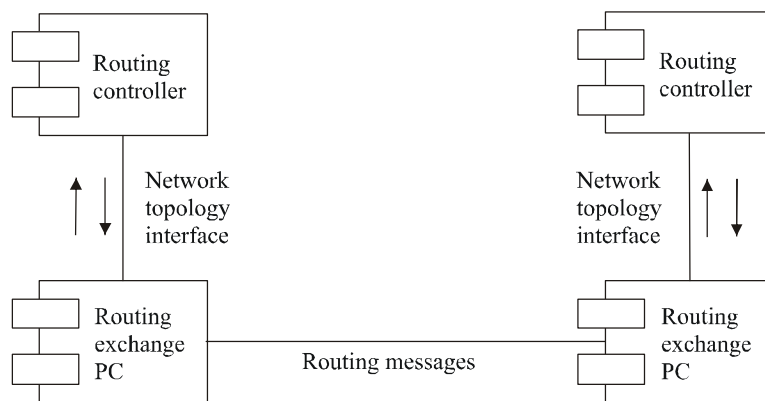 Routing
controller
Routing
controller
Network
topology
interface
Network
topology
interface
Routing
exchange
PC
Routing messages
Routing
exchange
PC